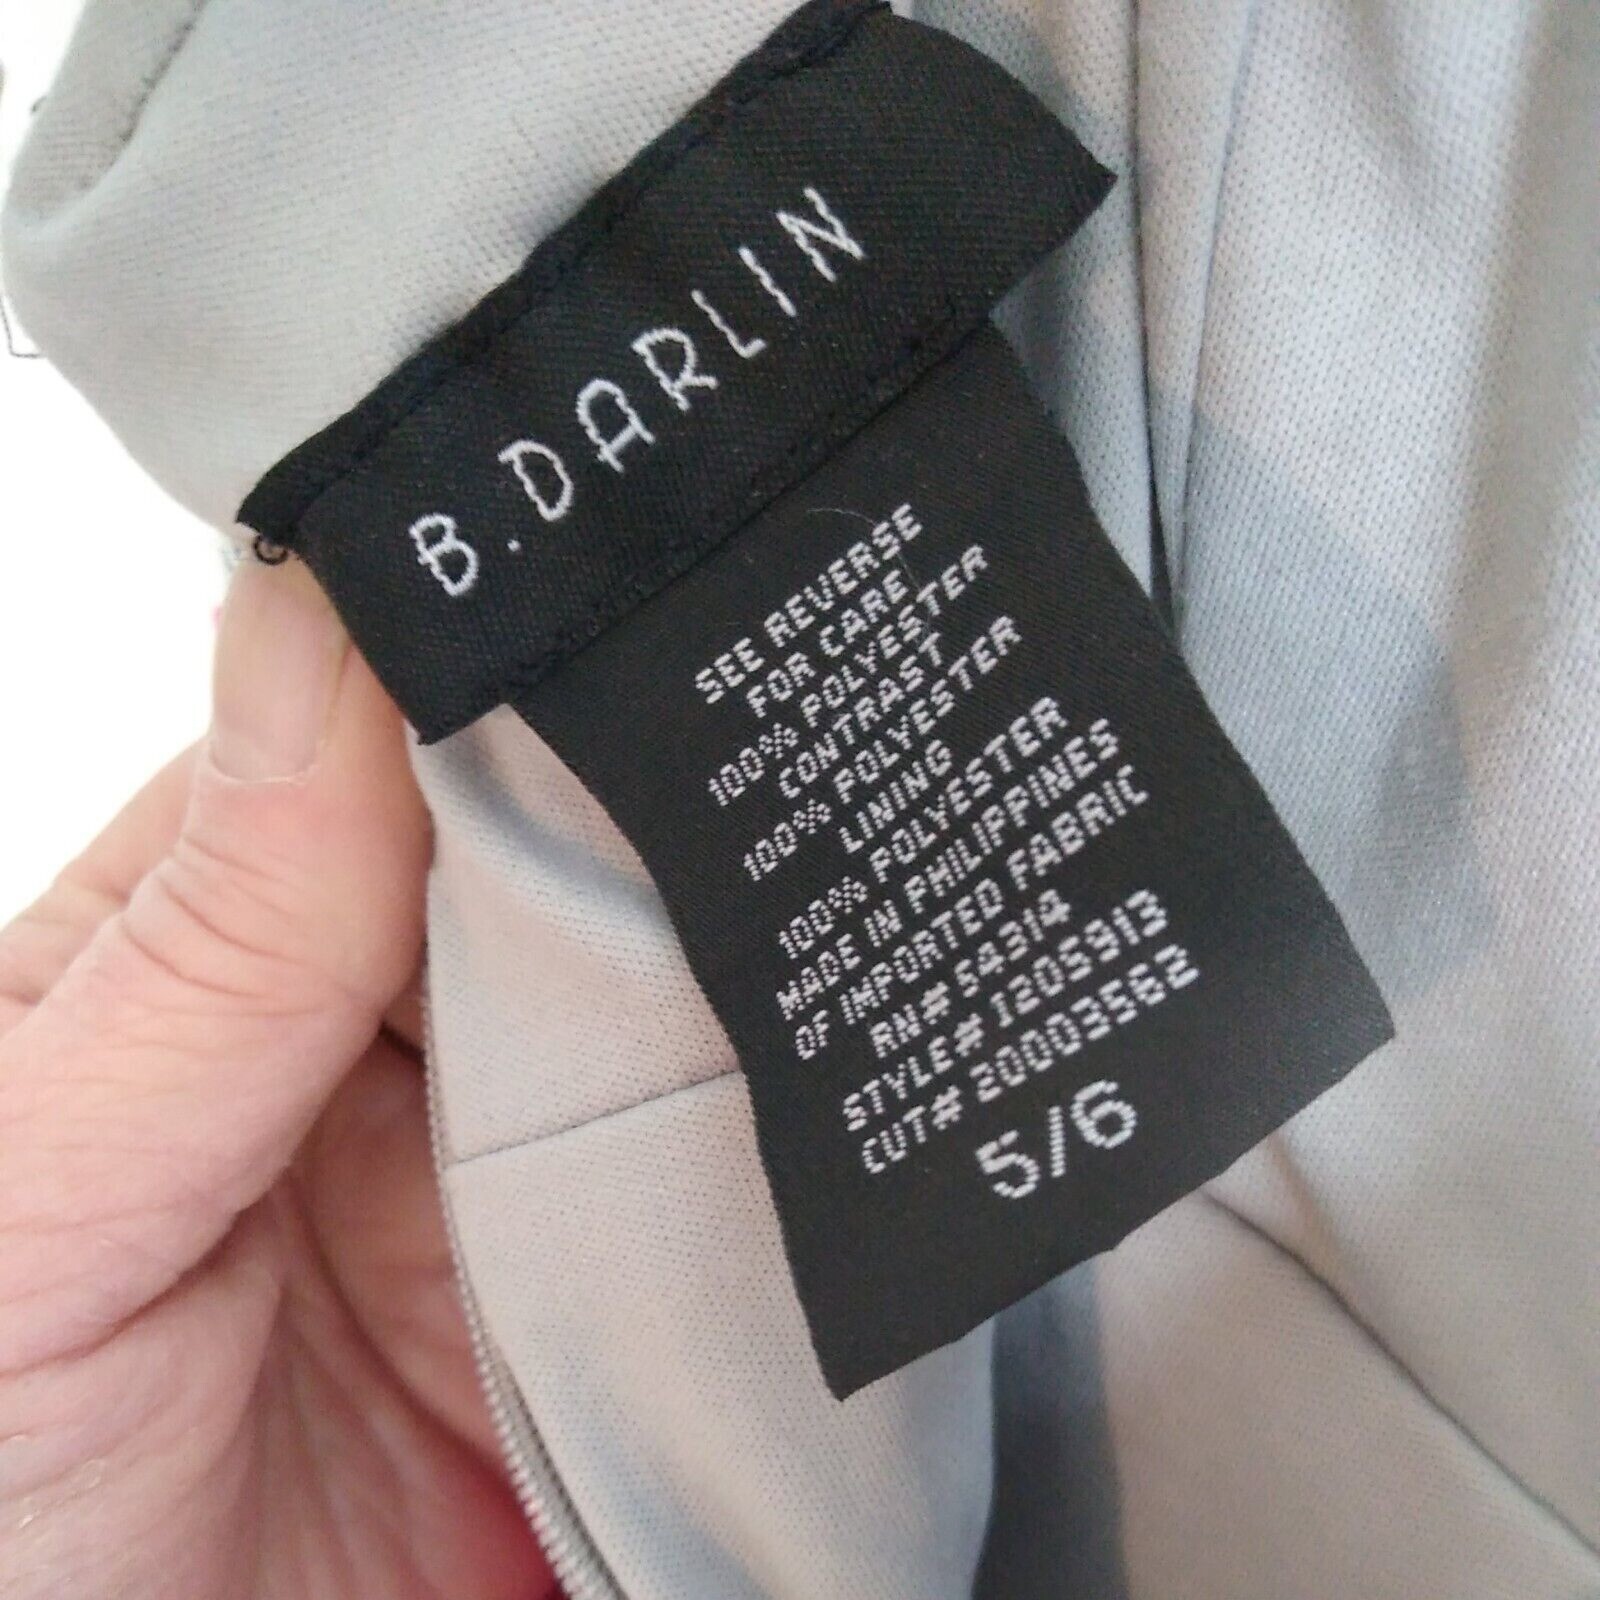 B. DARLIN
SEE REVERSE
FOR CARE
100% POLYESTER
CONTRAST
100% POLYESTER
LINING
100% POLYESTER
MADE IN PHILIPPINES
OF IMPORTED FABRIC
RN# 54314
STYLE# 1205913
CUT# 20003562
5/6